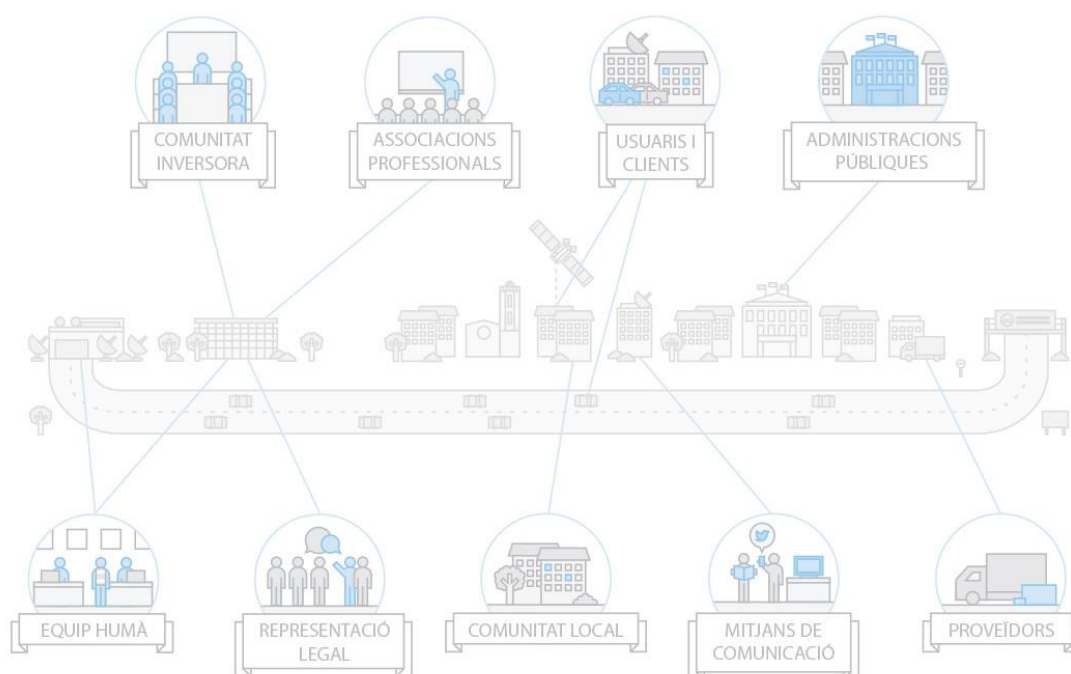 COMUNITAT
INVERSORA
ASSOCIACIONS
PROFESSIONALS
USUARIS I
CLIENTS
ADMINISTRACIONS
PÚBLIQUES
EQUIP HUMÀ
REPRESENTACIÓ
LEGAL
COMUNITAT LOCAL
MITJANS DE
COMUNICACIÓ
PROVEÏDORS